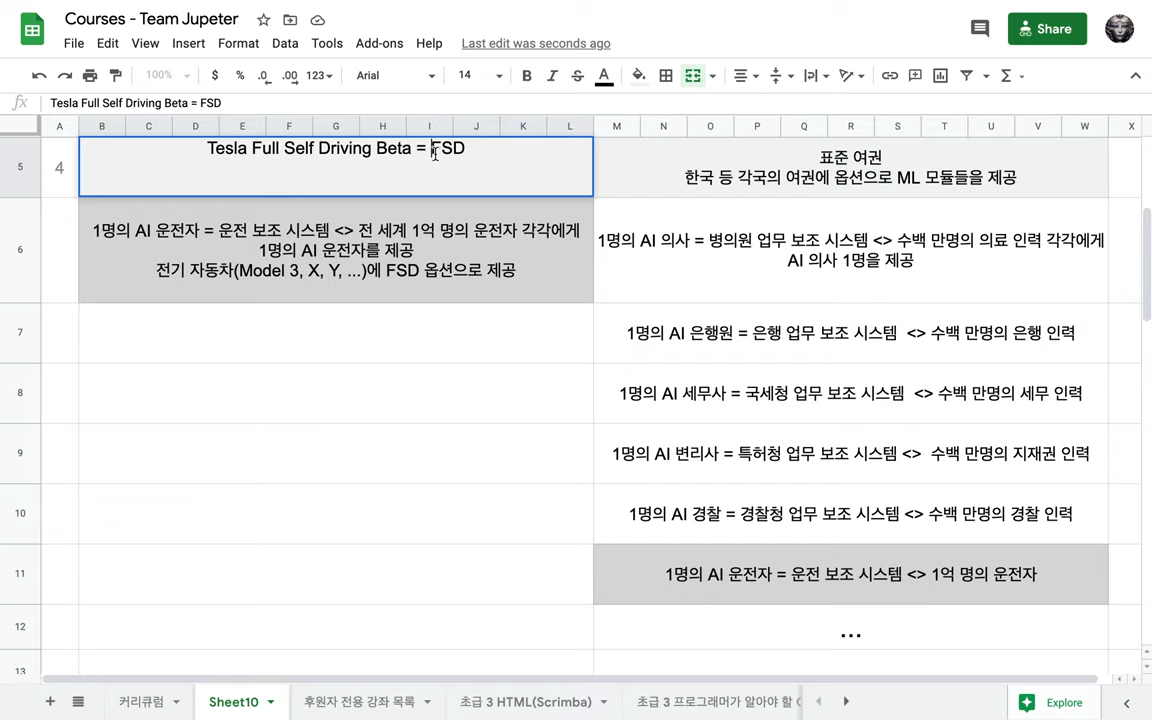 Courses - Team Jupeter
File Edit View Insert Format Data Tools Add-ons Help Last edit was seconds ago
Share
100% $ % .0 .00 123 Arial 14 B I S A
fx Tesla Full Self Driving Beta = FSD
A B C D E F G H I J K L M N O P Q R S T U V W X
5 4 Tesla Full Self Driving Beta = FSD
표준 여권
한국 등 각국의 여권에 옵션으로 ML 모듈들을 제공
6
1명의 AI 운전자 = 운전 보조 시스템 <> 전 세계 1억 명의 운전자 각각에게
1명의 AI 운전자를 제공
전기 자동차(Model 3, X, Y, ...)에 FSD 옵션으로 제공
1명의 AI 의사 = 병의원 업무 보조 시스템 <> 수백 만명의 의료 인력 각각에게
AI 의사 1명을 제공
7 1명의 AI 은행원 = 은행 업무 보조 시스템 <> 수백 만명의 은행 인력
8 1명의 AI 세무사 = 국세청 업무 보조 시스템 <> 수백 만명의 세무 인력
9 1명의 AI 변리사 = 특허청 업무 보조 시스템 <> 수백 만명의 지재권 인력
10 1명의 AI 경찰 = 경찰청 업무 보조 시스템 <> 수백 만명의 경찰 인력
11 1명의 AI 운전자 = 운전 보조 시스템 <> 1억 명의 운전자
12 ...
13
커리큘럼 Sheet10 후원자 전용 강좌 목록 초급 3 HTML(Scrimba) 초급 3 프로그래머가 알아야 할 Explore